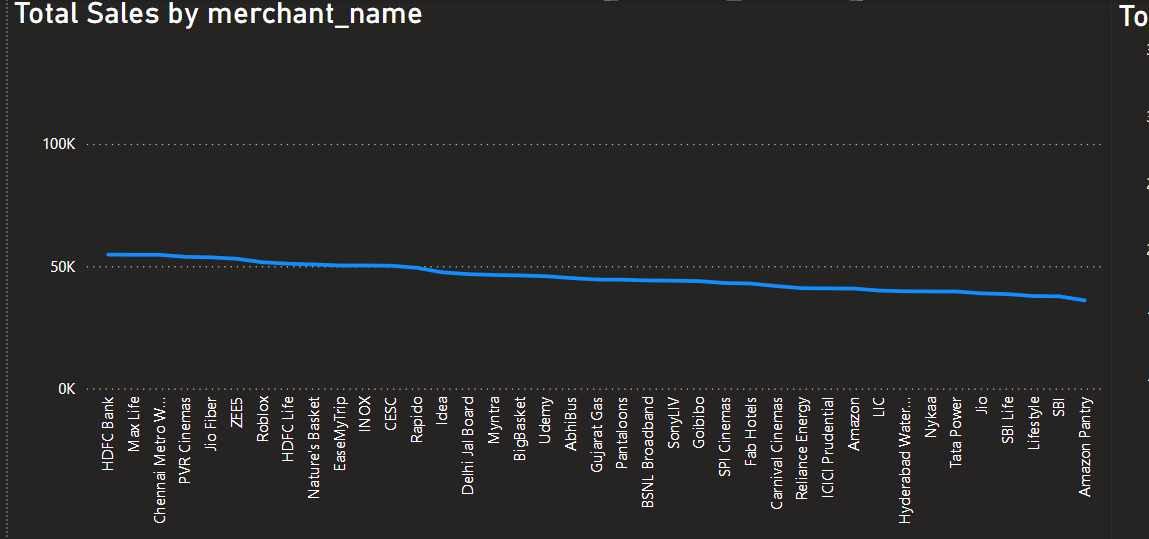 Total Sales by merchant_name
To
100K
50K
0K
HDFC Bank
Max Life
Chennai Metro W...
PVR Cinemas
Jio Fiber
ZEE5
Roblox
HDFC Life
Nature's Basket
EaseMyTrip
INOX
CESC
Rapido
Idea
Delhi Jal Board
Myntra
BigBasket
Udemy
AbhiBus
Gujarat Gas
Pantaloons
BSNL Broadband
SonyLIV
Goibibo
SPI Cinemas
Fab Hotels
Carnival Cinemas
Reliance Energy
ICICI Prudential
Amazon
LIC
Hyderabad Water...
Nykaa
Tata Power
Jio
SBI Life
Lifestyle
SBI
Amazon Pantry